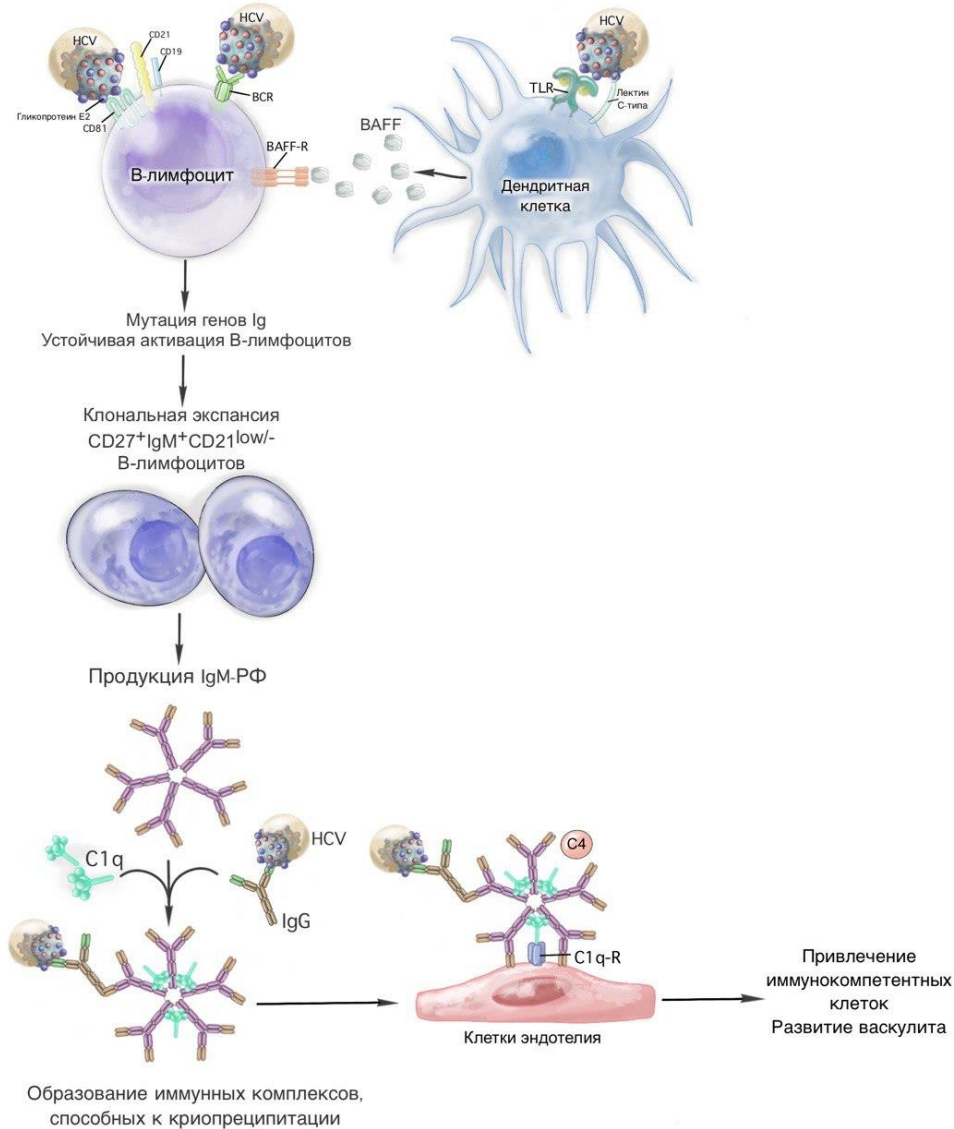 HCV
CD21
CD19
HCV
Гликопротеин E2
CD81
BCR
BAFF-R
В-лимфоцит
BAFF
HCV
TLR
Лектин
С-типа
Дендритная
клетка
Мутация генов Ig
Устойчивая активация В-лимфоцитов
Клональная экспансия
CD27+IgM+CD21low/-
В-лимфоцитов
Продукция IgM-РФ
C1q
HCV
IgG
C4
C1q-R
Клетки эндотелия
Привлечение
иммунокомпетентных
клеток
Развитие васкулита
Образование иммунных комплексов,
способных к криопреципитации